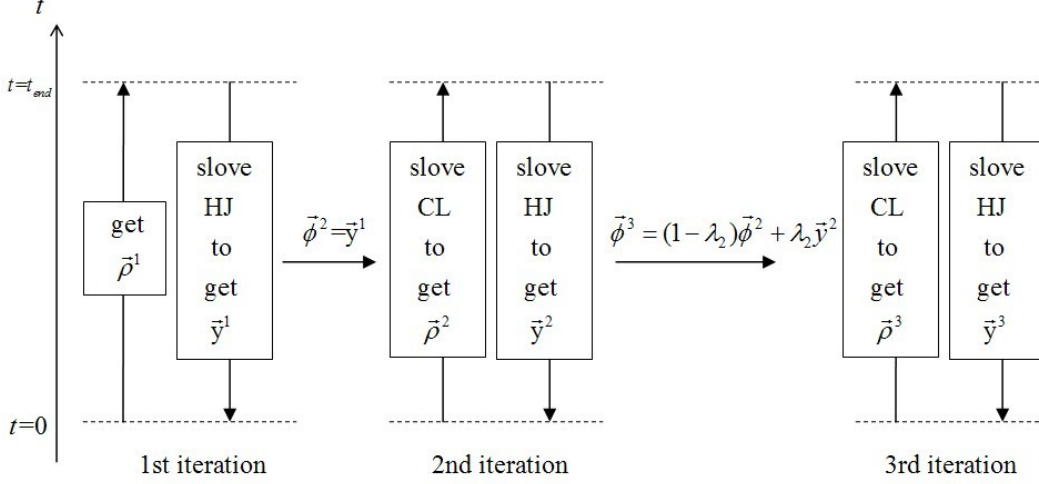 t
t=t_end
t=0
get
ρ⃗¹
slove
HJ
to
get
y⃗¹
1st iteration
ϕ⃗²=y⃗¹
slove
CL
to
get
ρ⃗²
slove
HJ
to
get
y⃗²
2nd iteration
ϕ⃗³ = (1−λ₂)ϕ⃗² + λ₂y⃗²
slove
CL
to
get
ρ⃗³
slove
HJ
to
get
y⃗³
3rd iteration